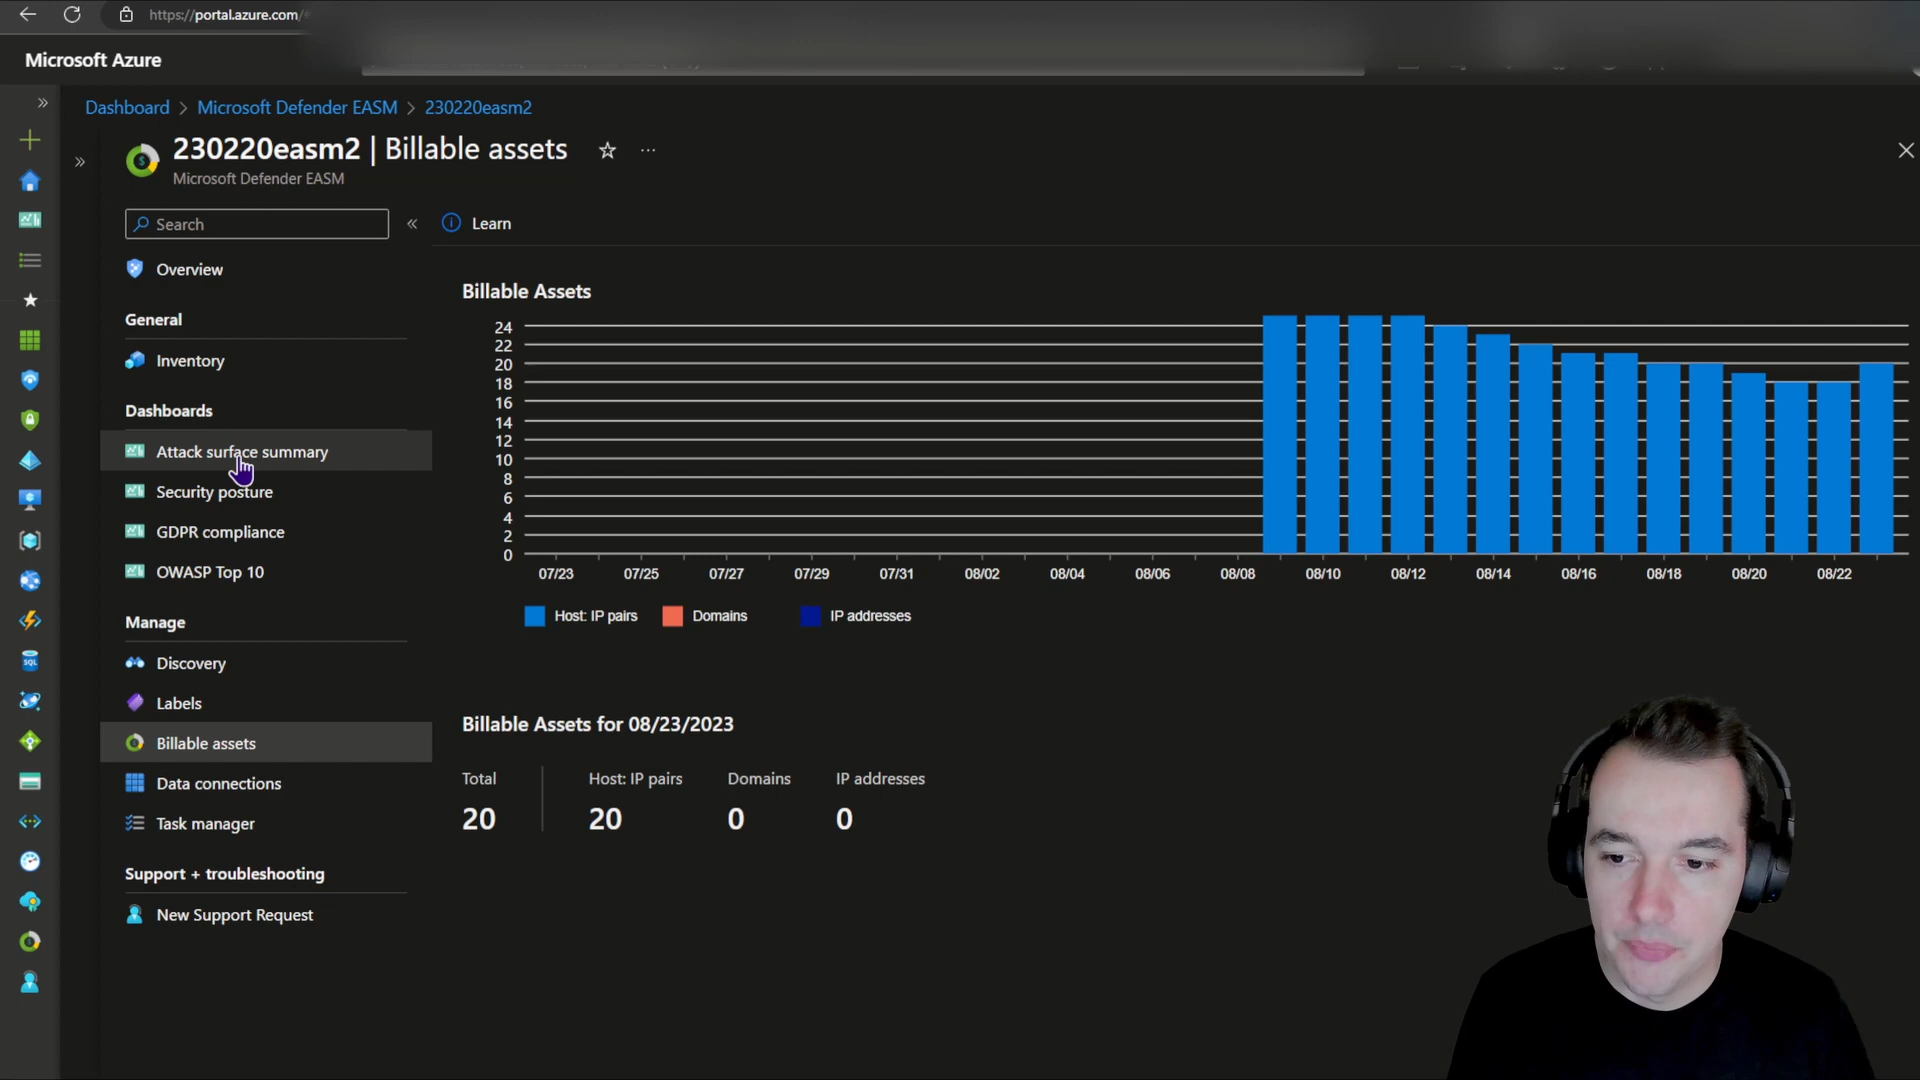 https://portal.azure.com/
Microsoft Azure
Dashboard > Microsoft Defender EASM > 230220easm2
230220easm2 | Billable assets
Microsoft Defender EASM
Search
Learn
Overview
General
Inventory
Dashboards
Attack surface summary
Security posture
GDPR compliance
OWASP Top 10
Manage
Discovery
Labels
Billable assets
Data connections
Task manager
Support + troubleshooting
New Support Request
Billable Assets
24
22
20
18
16
14
12
10
8
6
4
2
0
07/23 07/25 07/27 07/29 07/31 08/02 08/04 08/06 08/08 08/10 08/12 08/14 08/16 08/18 08/20 08/22
Host: IP pairs Domains IP addresses
Billable Assets for 08/23/2023
Total Host: IP pairs Domains IP addresses
20 20 0 0
SQL